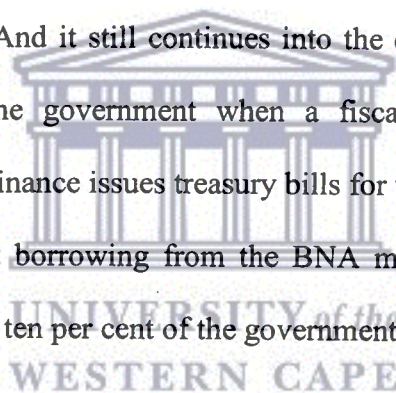 And it still continues into the
ne government when a fisca
inance issues treasury bills for
borrowing from the BNA m
UNIVERSITY of the
ten per cent of the government
WESTERN CAPE